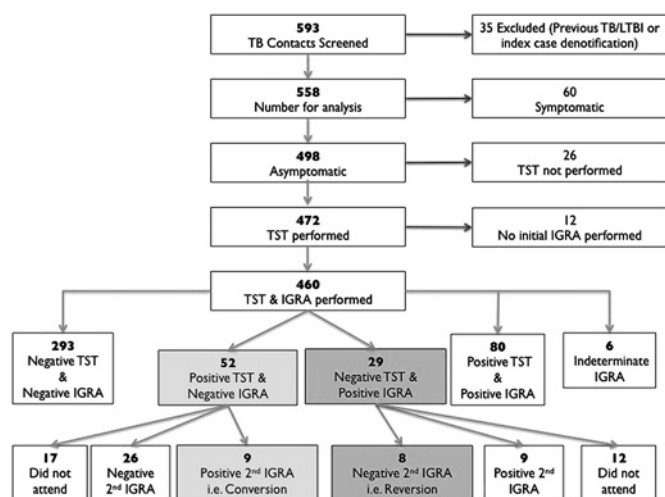 593
TB Contacts Screened
35 Excluded (Previous TB/LTBI or
index case denotification)
558
Number for analysis
60
Symptomatic
498
Asymptomatic
26
TST not performed
472
TST performed
12
No initial IGRA performed
460
TST & IGRA performed
293
Negative TST
&
Negative IGRA
52
Positive TST &
Negative IGRA
29
Negative TST &
Positive IGRA
80
Positive TST
&
Positive IGRA
6
Indeterminate
IGRA
17
Did not
attend
26
Negative
2nd IGRA
9
Positive 2nd IGRA
i.e. Conversion
8
Negative 2nd IGRA
i.e. Reversion
9
Positive 2nd
IGRA
12
Did not
attend